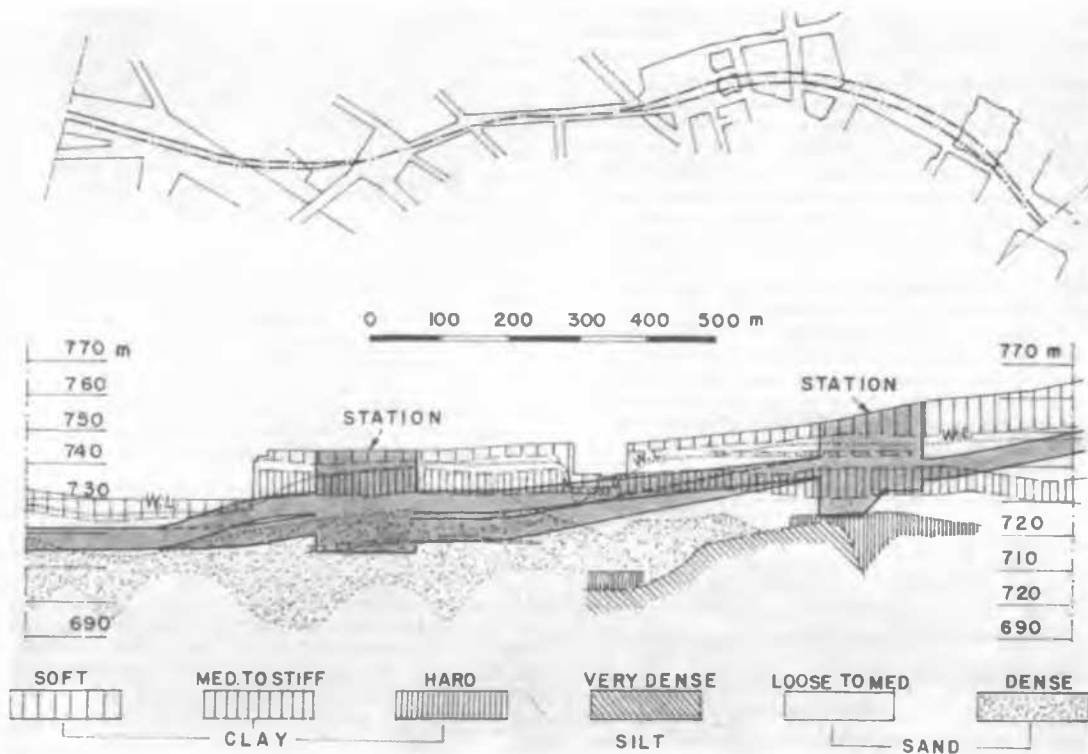 0 100 200 300 400 500 m
770 m
760
750
740
730
690
STATION
STATION
W.L.
W.L.
770 m
720
710
720
690
SOFT MED. TO STIFF HARD VERY DENSE LOOSE TO MED. DENSE
CLAY SILT SAND